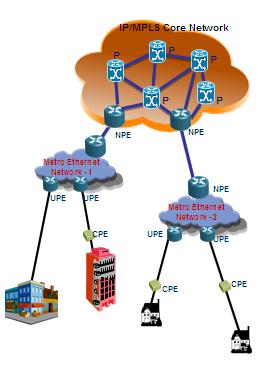 IP/MPLS Core Network
P
P
P
P
P
NPE
NPE
Metro Ethernet
Network - 1
NPE
UPE
UPE
Metro Ethernet
Network -2
CPE
UPE
UPE
CPE
CPE